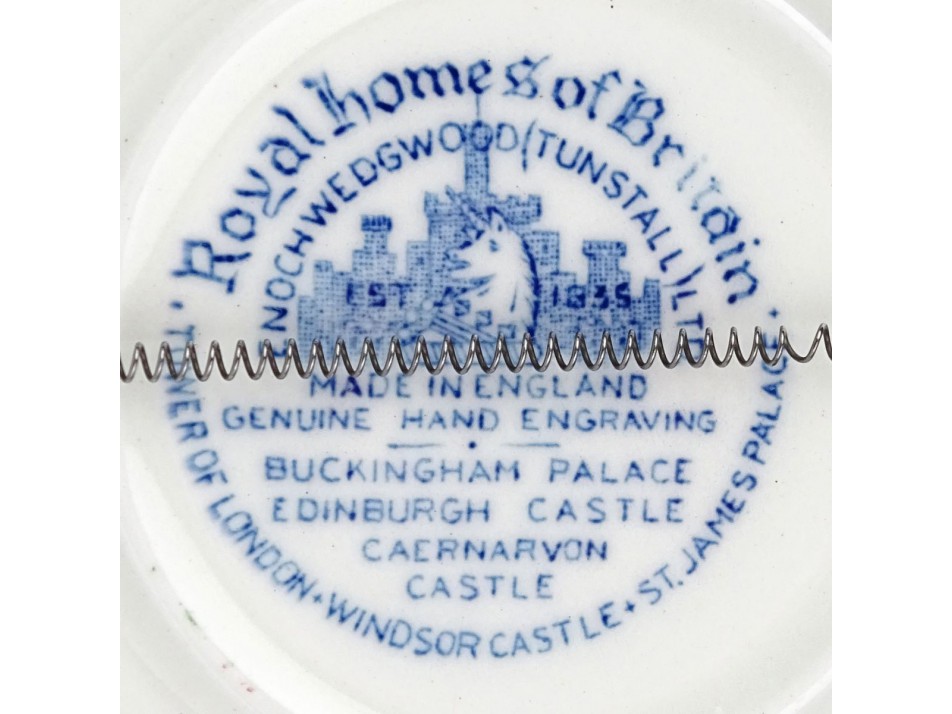 Royal homes of Britain
ENOCH WEDGWOOD (TUNSTALL) LTD
EST 1835
MADE IN ENGLAND
GENUINE HAND ENGRAVING
BUCKINGHAM PALACE
EDINBURGH CASTLE
CAERNARVON
CASTLE
TOWER OF LONDON · WINDSOR CASTLE · ST. JAMES PALACE